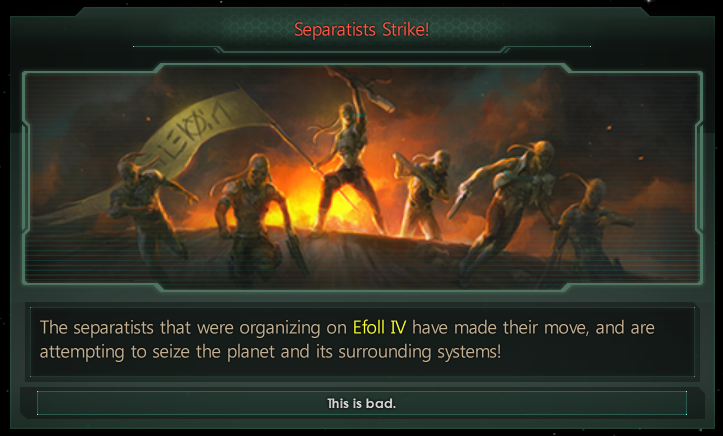 Separatists Strike!
The separatists that were organizing on Efoll IV have made their move, and are
attempting to seize the planet and its surrounding systems!
This is bad.